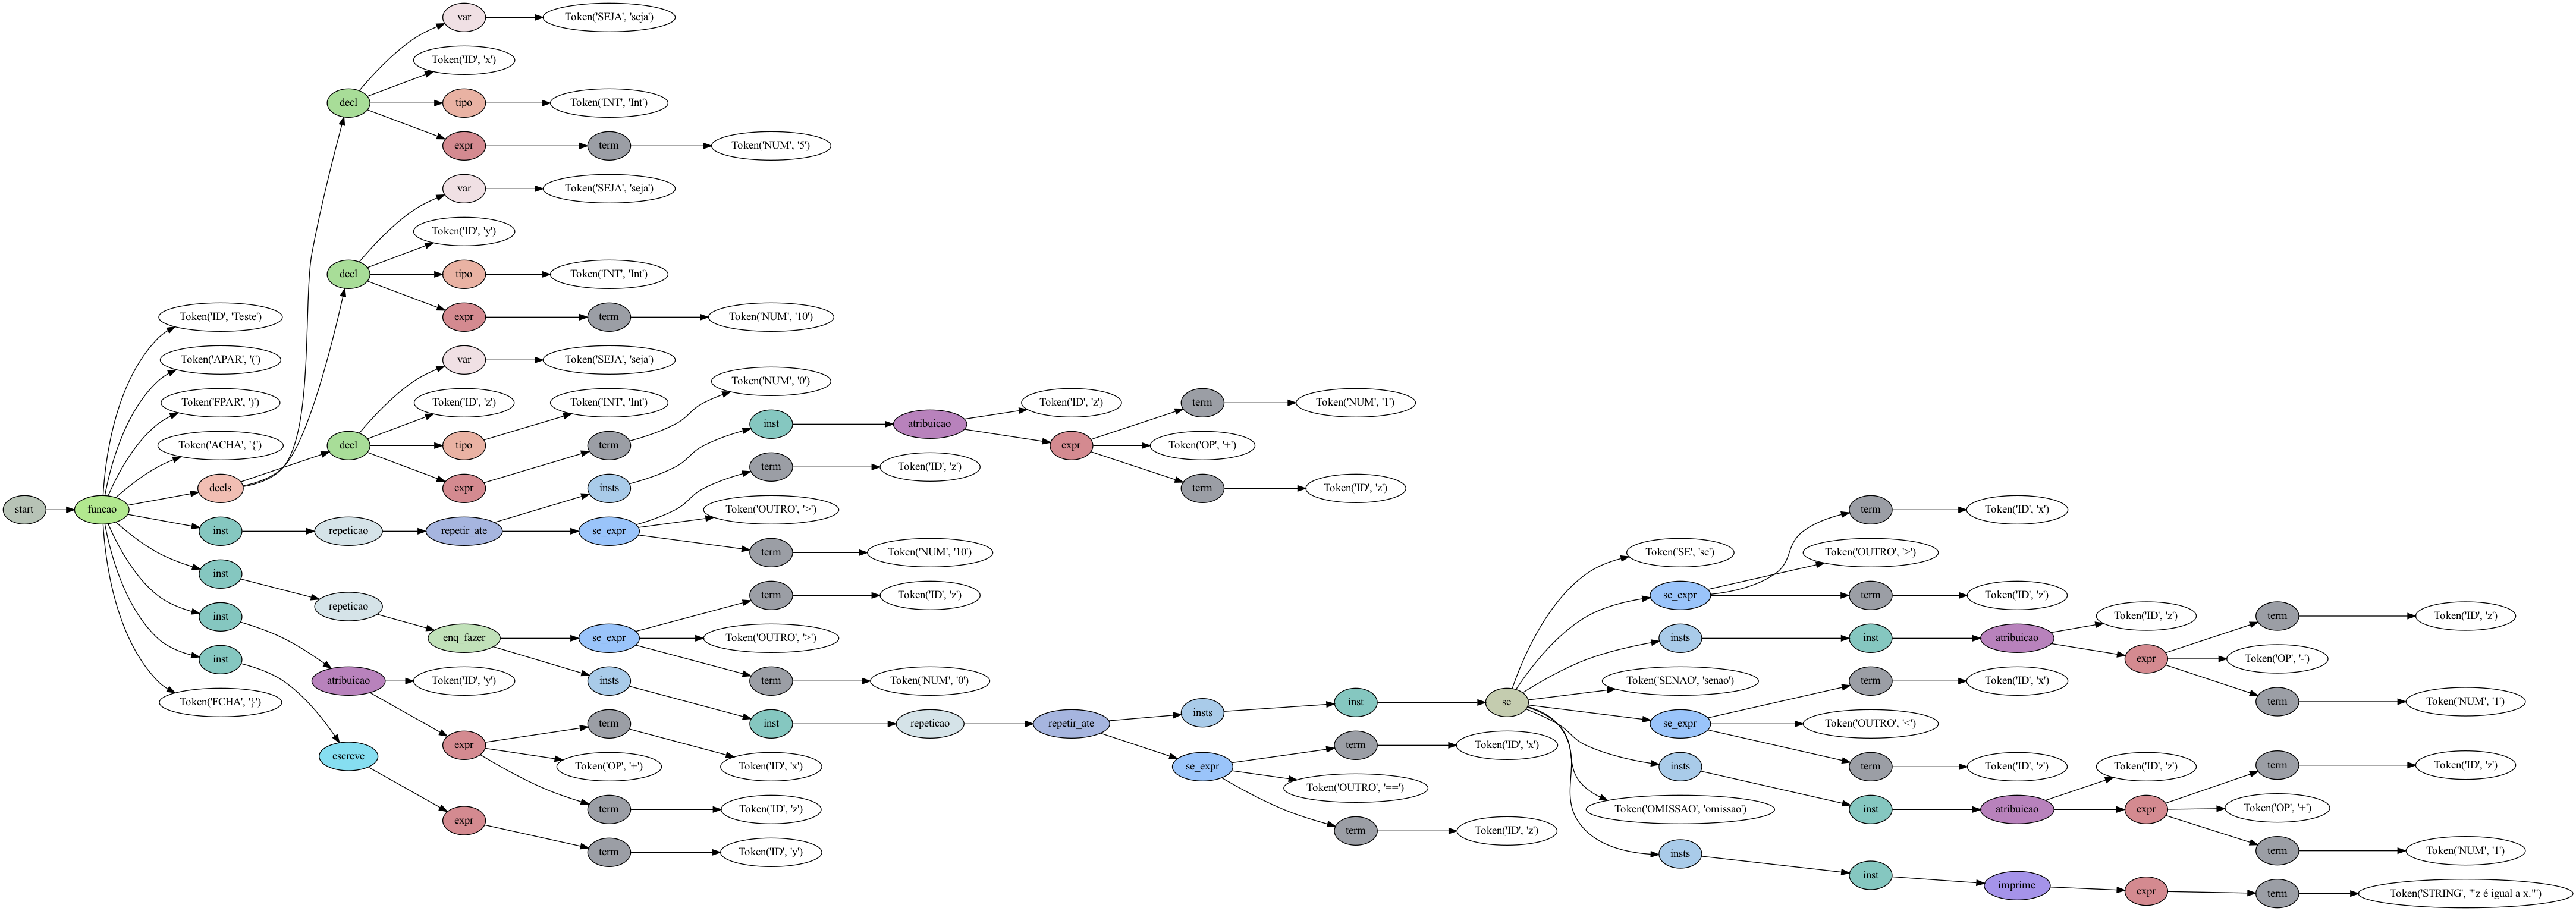 start
funcao
Token('ID', 'Teste')
Token('APAR', '(')
Token('FPAR', ')')
Token('ACHA', '{')
decls
decl
var
Token('SEJA', 'seja')
Token('ID', 'x')
tipo
Token('INT', 'Int')
expr
term
Token('NUM', '5')
decl
var
Token('SEJA', 'seja')
Token('ID', 'y')
tipo
Token('INT', 'Int')
expr
term
Token('NUM', '10')
decl
var
Token('SEJA', 'seja')
Token('ID', 'z')
tipo
Token('INT', 'Int')
expr
term
Token('NUM', '0')
inst
repeticao
repetir_ate
insts
inst
atribuicao
Token('ID', 'z')
expr
term
Token('NUM', '1')
Token('OP', '+')
term
Token('ID', 'z')
se_expr
term
Token('ID', 'z')
Token('OUTRO', '>')
term
Token('NUM', '10')
inst
repeticao
enq_fazer
se_expr
term
Token('ID', 'z')
Token('OUTRO', '>')
term
Token('NUM', '0')
insts
inst
repeticao
repetir_ate
insts
inst
se
Token('SE', 'se')
se_expr
term
Token('ID', 'x')
Token('OUTRO', '>')
term
Token('ID', 'z')
insts
inst
atribuicao
Token('ID', 'z')
expr
term
Token('ID', 'z')
Token('OP', '-')
term
Token('NUM', '1')
Token('SENAO', 'senao')
se_expr
term
Token('ID', 'x')
Token('OUTRO', '<')
term
Token('ID', 'z')
insts
inst
atribuicao
Token('ID', 'z')
expr
term
Token('ID', 'z')
Token('OP', '+')
term
Token('NUM', '1')
Token('OMISSAO', 'omissao')
insts
inst
imprime
expr
term
Token('STRING', '"z é igual a x."')
se_expr
term
Token('ID', 'x')
Token('OUTRO', '==')
term
Token('ID', 'z')
inst
atribuicao
Token('ID', 'y')
expr
term
Token('ID', 'x')
Token('OP', '+')
term
Token('ID', 'z')
inst
escreve
expr
term
Token('ID', 'y')
Token('FCHA', '}')